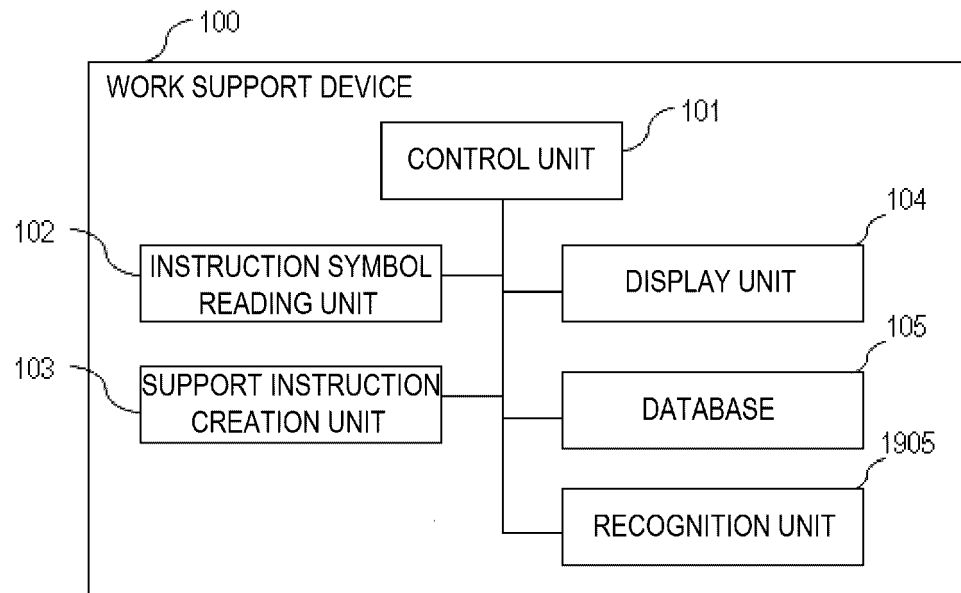 100
WORK SUPPORT DEVICE
101
CONTROL UNIT
102
INSTRUCTION SYMBOL
READING UNIT
104
DISPLAY UNIT
103
SUPPORT INSTRUCTION
CREATION UNIT
105
DATABASE
1905
RECOGNITION UNIT